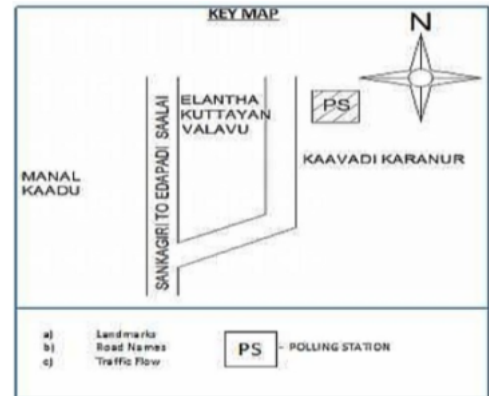 KEY MAP
N
ELANTHA
KUTTAYAN
VALAVU
PS
KAAVADI KARANUR
MANAL
KAADU
SANKAGIRI TO EDAPADI SAALAI
a) Landmarks
b) Road Names
c) Traffic Flow
PS - POLLING STATION